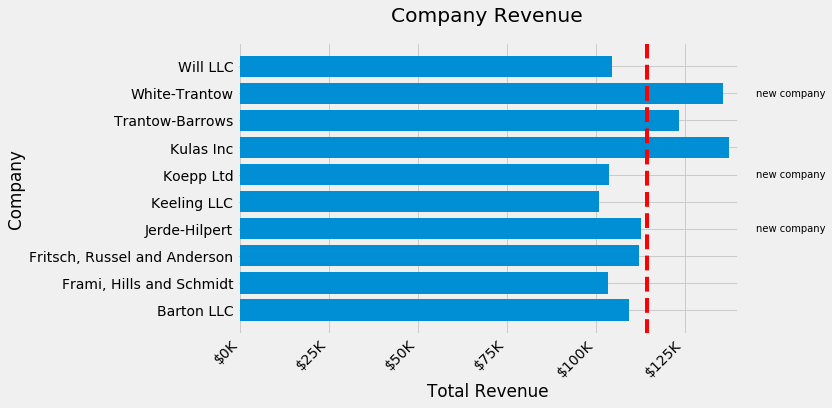 Company Revenue
Company
Will LLC
White-Trantow
new company
Trantow-Barrows
Kulas Inc
Koepp Ltd
new company
Keeling LLC
Jerde-Hilpert
new company
Fritsch, Russel and Anderson
Frami, Hills and Schmidt
Barton LLC
$0K
$25K
$50K
$75K
$100K
$125K
Total Revenue